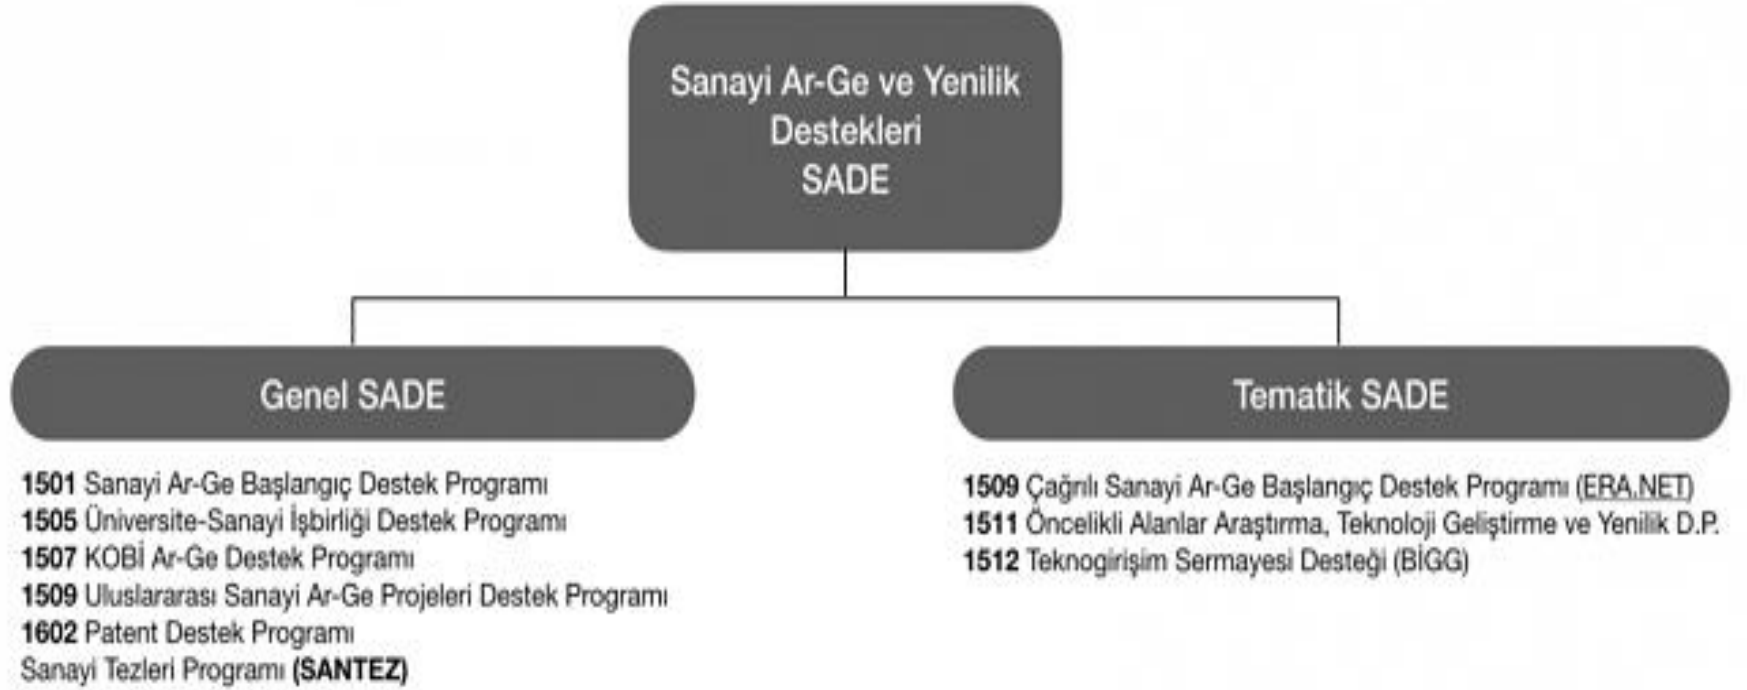 Sanayi Ar-Ge ve Yenilik
Destekleri
SADE
Genel SADE
1501 Sanayi Ar-Ge Başlangıç Destek Programı
1505 Üniversite-Sanayi İşbirliği Destek Programı
1507 KOBİ Ar-Ge Destek Programı
1509 Uluslararası Sanayi Ar-Ge Projeleri Destek Programı
1602 Patent Destek Programı
Sanayi Tezleri Programı (SANTEZ)
Tematik SADE
1509 Çağrılı Sanayi Ar-Ge Başlangıç Destek Programı (ERA.NET)
1511 Öncelikli Alanlar Araştırma, Teknoloji Geliştirme ve Yenilik D.P.
1512 Teknogirişim Sermayesi Desteği (BİGG)